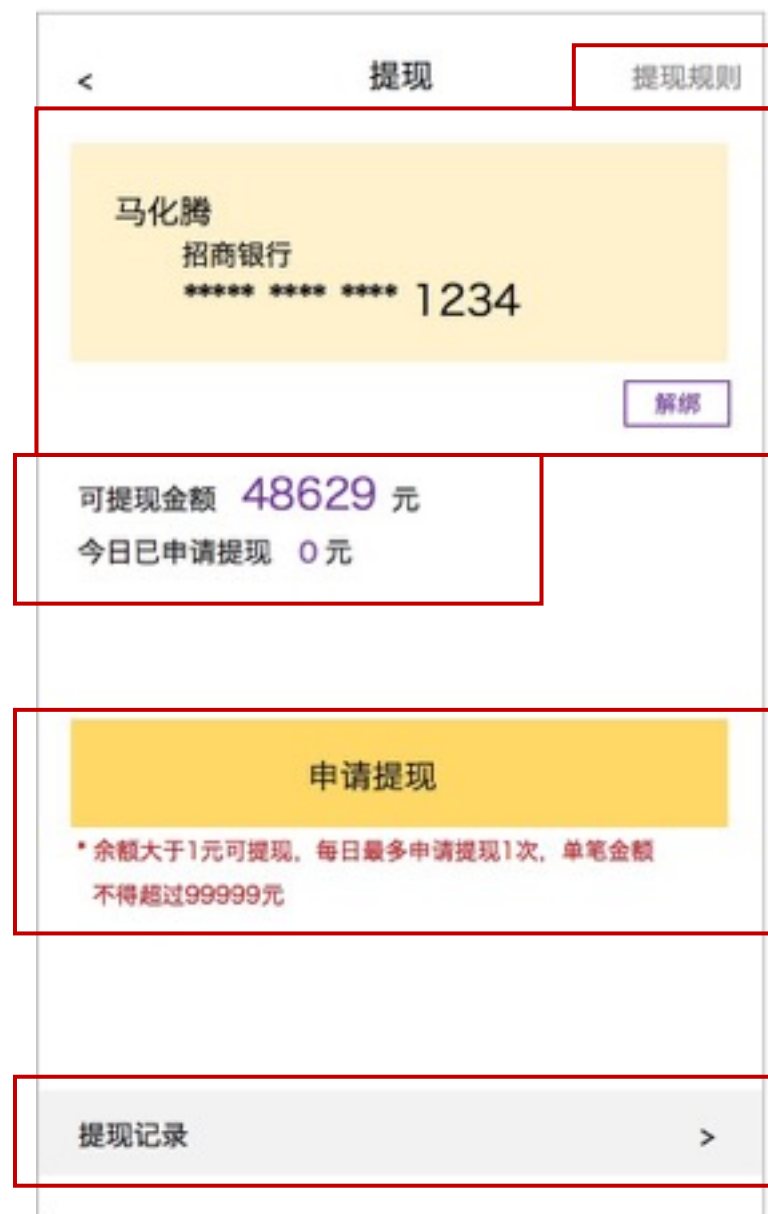 < 提现 提现规则
马化腾
招商银行
***** **** **** 1234
解绑
可提现金额 48629 元
今日已申请提现 0 元
申请提现
* 余额大于1元可提现，每日最多申请提现1次，单笔金额
不得超过99999元
提现记录 >